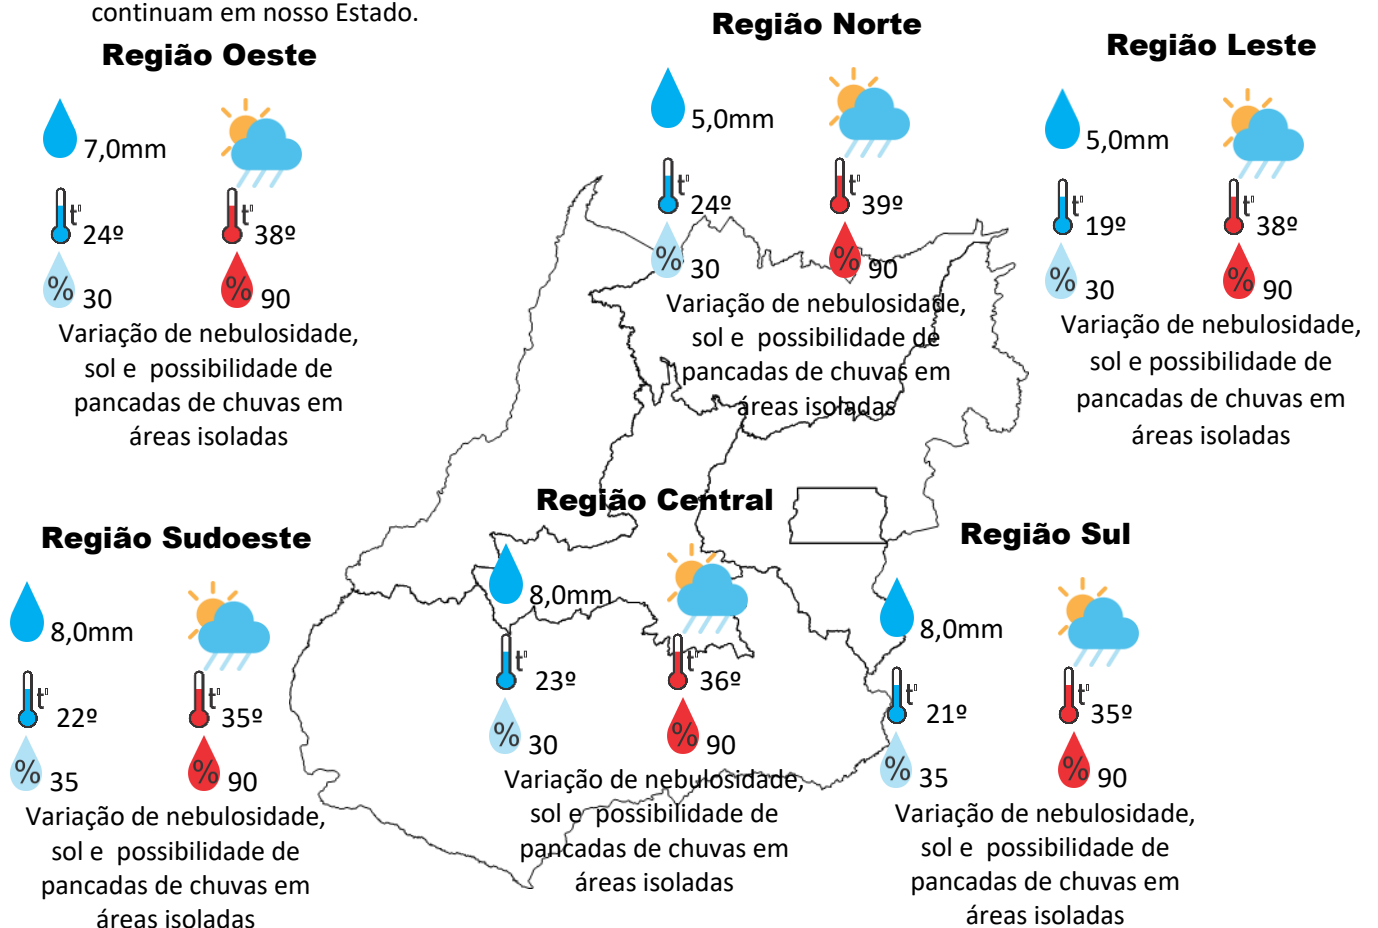 continuam em nosso Estado.
Região Oeste
7,0mm
t°
24º
t°
38º
%
30
%
90
Variação de nebulosidade,
sol e possibilidade de
pancadas de chuvas em
áreas isoladas
Região Norte
5,0mm
t°
24º
t°
39º
%
30
%
90
Variação de nebulosidade,
sol e possibilidade de
pancadas de chuvas em
áreas isoladas
Região Leste
5,0mm
t°
19º
t°
38º
%
30
%
90
Variação de nebulosidade,
sol e possibilidade de
pancadas de chuvas em
áreas isoladas
Região Sudoeste
8,0mm
t°
22º
t°
35º
%
35
%
90
Variação de nebulosidade,
sol e possibilidade de
pancadas de chuvas em
áreas isoladas
Região Central
8,0mm
t°
23º
t°
36º
%
30
%
90
Variação de nebulosidade,
sol e possibilidade de
pancadas de chuvas em
áreas isoladas
Região Sul
8,0mm
t°
21º
t°
35º
%
35
%
90
Variação de nebulosidade,
sol e possibilidade de
pancadas de chuvas em
áreas isoladas